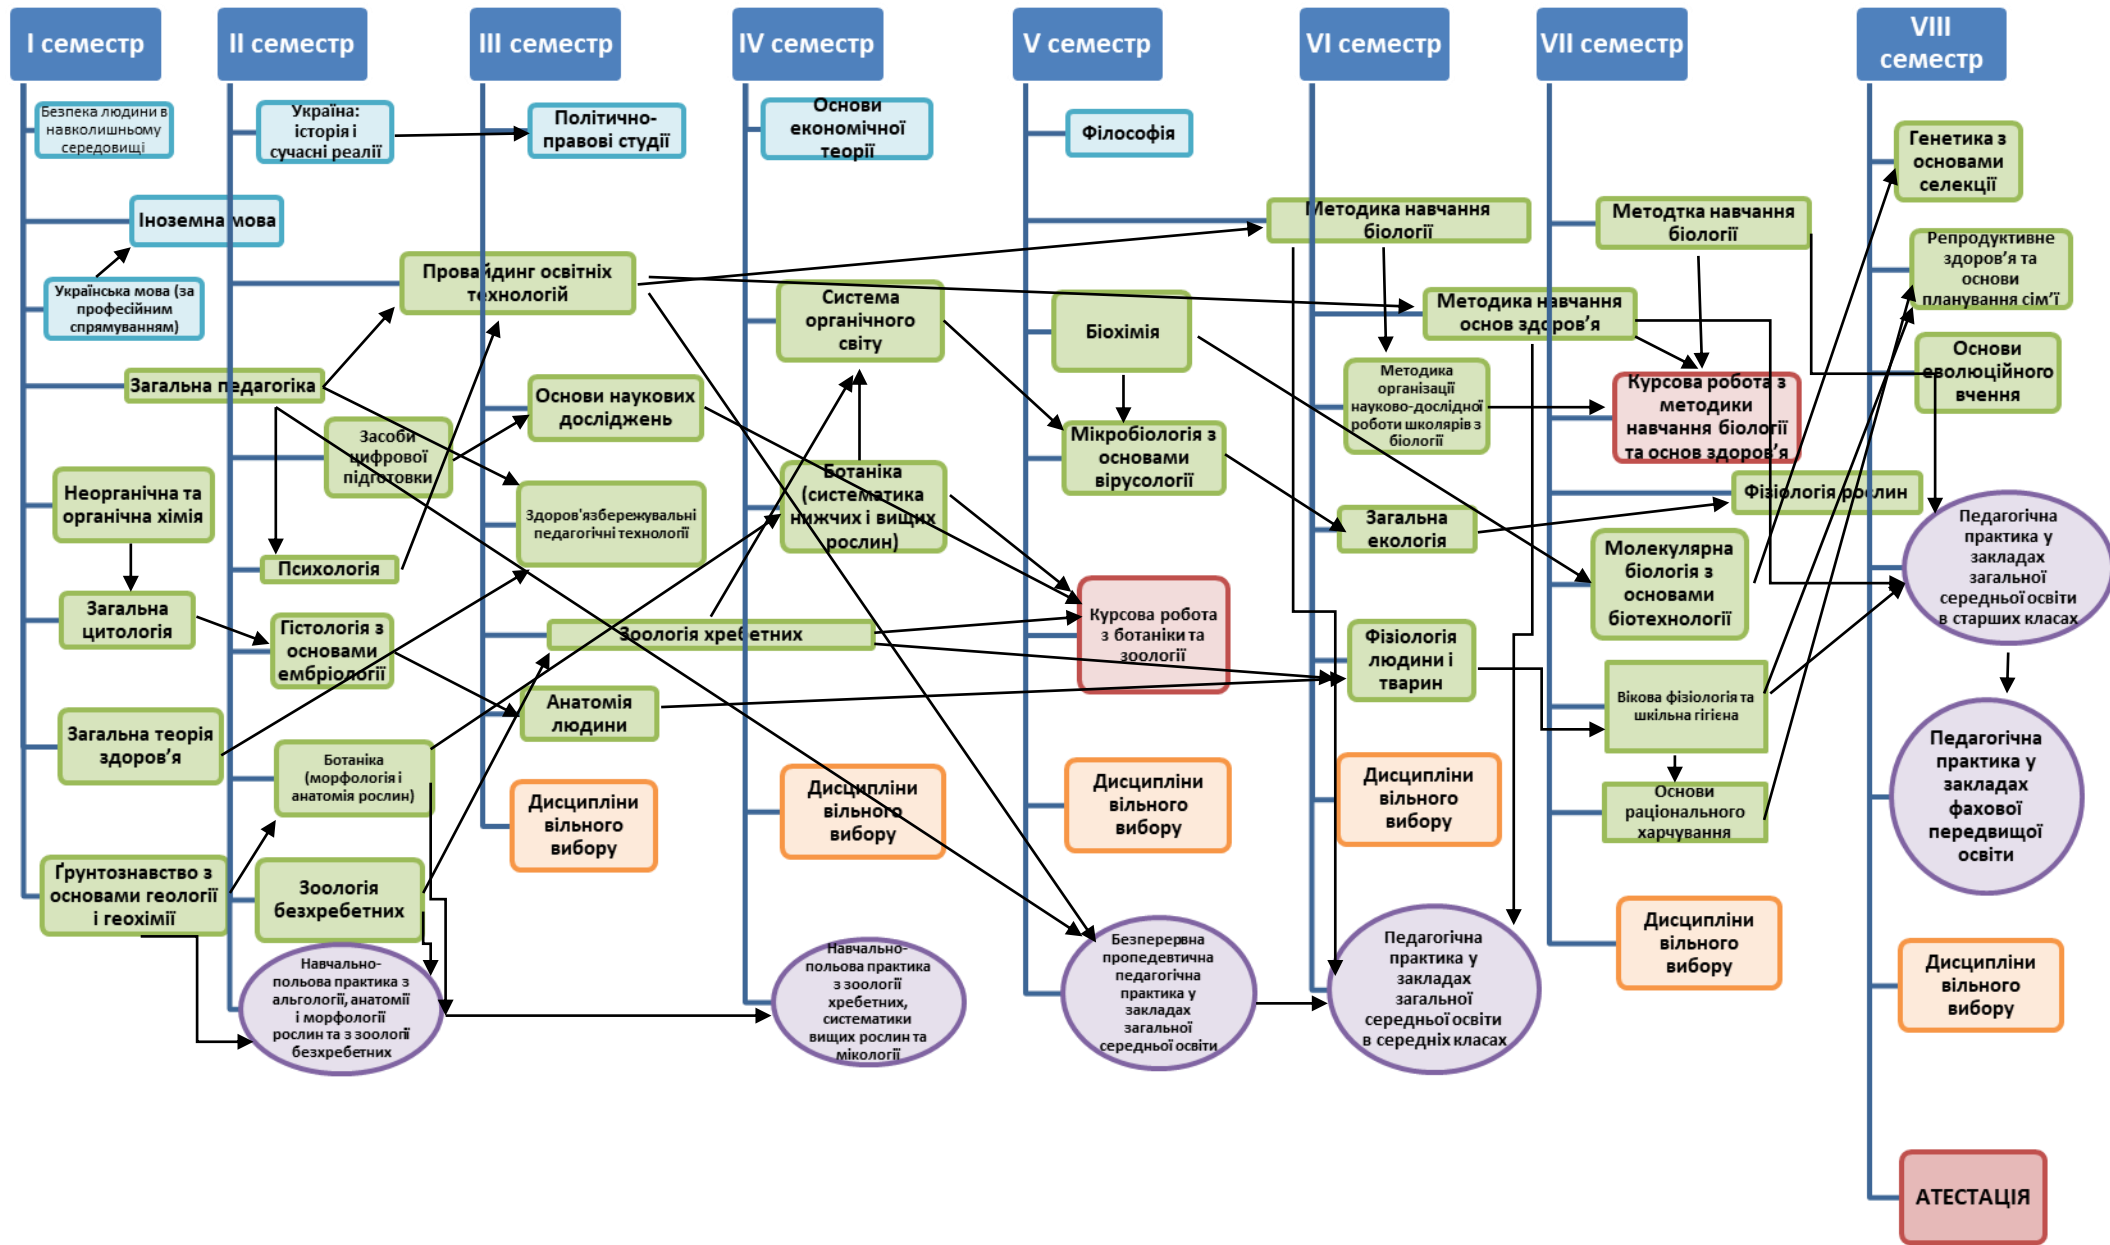 I семестр
Безпека людини в
навколишньому
середовищі
Іноземна мова
Українська мова (за
професійним
спрямуванням)
Загальна педагогіка
Неорганічна та
органічна хімія
Загальна
цитологія
Загальна теорія
здоров’я
Ґрунтознавство з
основами геології
і геохімії
II семестр
Україна:
історія і
сучасні реалії
Провайдинг освітніх
технологій
Засоби
цифрової
підготовки
Психологія
Гістологія з
основами
ембріології
Ботаніка
(морфологія і
анатомія рослин)
Зоологія
безхребетних
Навчально-
польова практика з
альгології, анатомії
і морфології
рослин та з зоології
безхребетних
III семестр
Політично-
правові студії
Основи наукових
досліджень
Здоров'язбережувальні
педагогічні технології
Зоологія хребетних
Анатомія
людини
Дисципліни
вільного
вибору
IV семестр
Основи
економічної
теорії
Система
органічного
світу
Ботаніка
(систематика
нижчих і вищих
рослин)
Дисципліни
вільного
вибору
Навчально-
польова практика
з зоології
хребетних,
систематики
вищих рослин та
мікології
V семестр
Філософія
Методика навчання
біології
Біохімія
Мікробіологія з
основами
вірусології
Курсова робота
з ботаніки та
зоології
Дисципліни
вільного
вибору
Безперервна
пропедевтична
педагогічна
практика у
закладах
загальної
середньої освіти
VI семестр
Методика навчання
основ здоров’я
Методика
організації
науково-дослідної
роботи школярів з
біології
Загальна
екологія
Фізіологія
людини і
тварин
Дисципліни
вільного
вибору
Педагогічна
практика у
закладах
загальної
середньої освіти
в середніх класах
VII семестр
Методтка навчання
біології
Курсова робота з
методики
навчання біології
та основ здоров’я
Фізіологія рослин
Молекулярна
біологія з
основами
біотехнології
Вікова фізіологія та
шкільна гігієна
Основи
раціонального
харчування
Дисципліни
вільного
вибору
VIII
семестр
Генетика з
основами
селекції
Репродуктивне
здоров’я та
основи
планування сім’ї
Основи
еволюційного
вчення
Педагогічна
практика у
закладах
загальної
середньої освіти
в старших класах
Педагогічна
практика у
закладах
фахової
передвищої
освіти
Дисципліни
вільного
вибору
АТЕСТАЦІЯ